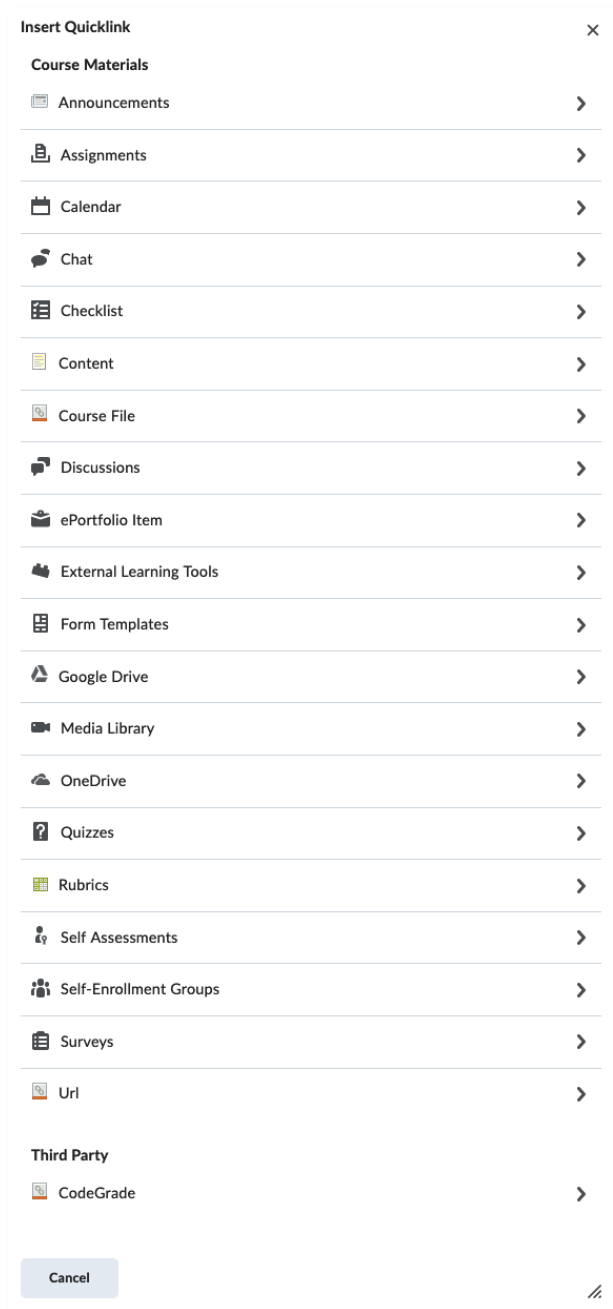 Insert Quicklink
Course Materials
Announcements
Assignments
Calendar
Chat
Checklist
Content
Course File
Discussions
ePortfolio Item
External Learning Tools
Form Templates
Google Drive
Media Library
OneDrive
Quizzes
Rubrics
Self Assessments
Self-Enrollment Groups
Surveys
Url
Third Party
CodeGrade
Cancel